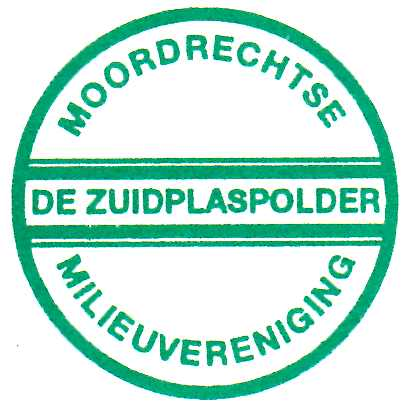 MOORDRECHTSE
DE ZUIDPLASPOLDER
MILIEUVERENIGING